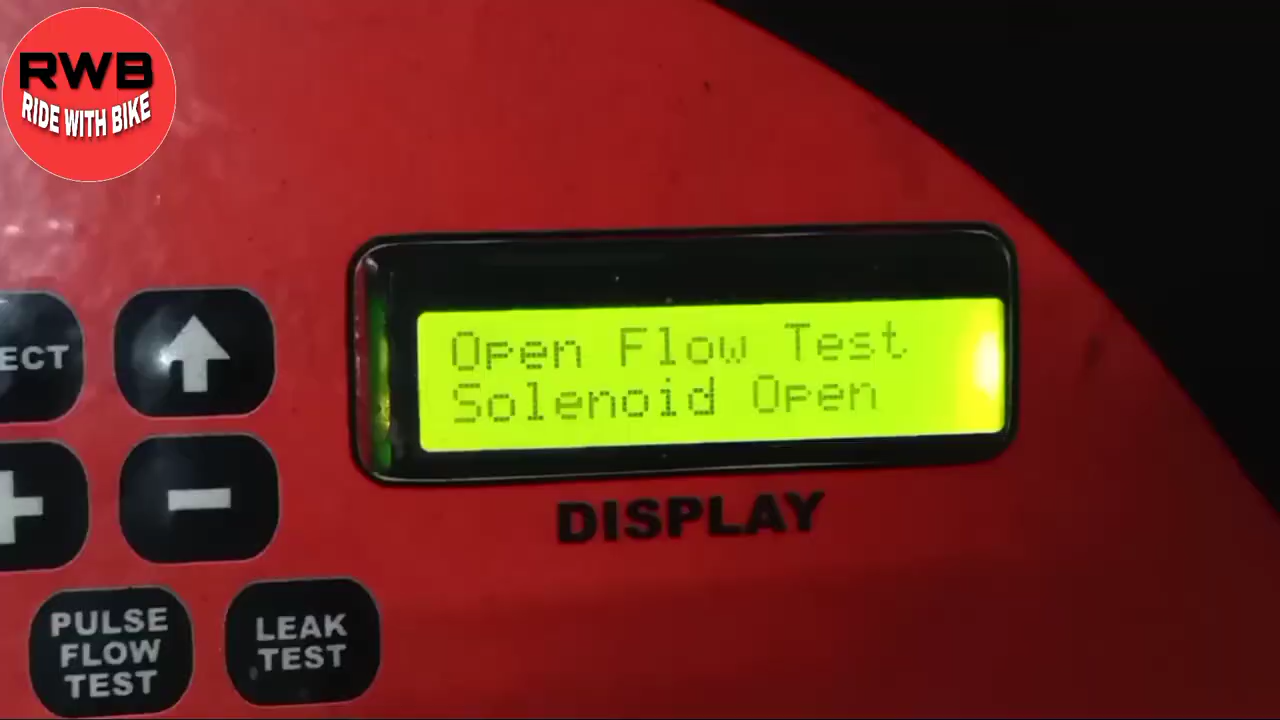 RWB
RIDE WITH BIKE
Open Flow Test
Solenoid Open
DISPLAY
ECT
PULSE
FLOW
TEST
LEAK
TEST